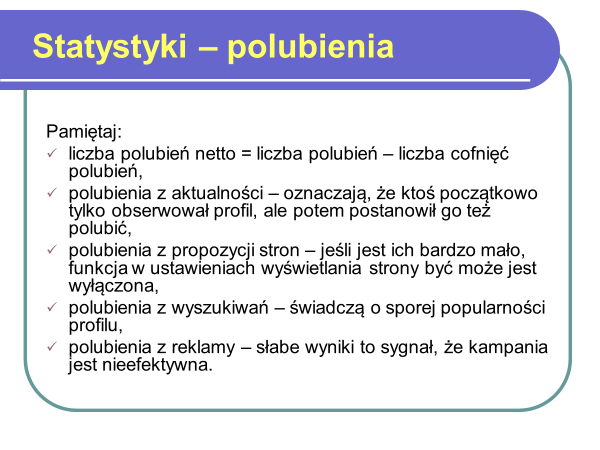 Statystyki – polubienia
Pamiętaj:
liczba polubień netto = liczba polubień – liczba cofnięć
polubień,
polubienia z aktualności – oznaczają, że ktoś początkowo
tylko obserwował profil, ale potem postanowił go też
polubić,
polubienia z propozycji stron – jeśli jest ich bardzo mało,
funkcja w ustawieniach wyświetlania strony być może jest
wyłączona,
polubienia z wyszukiwań – świadczą o sporej popularności
profilu,
polubienia z reklamy – słabe wyniki to sygnał, że kampania
jest nieefektywna.